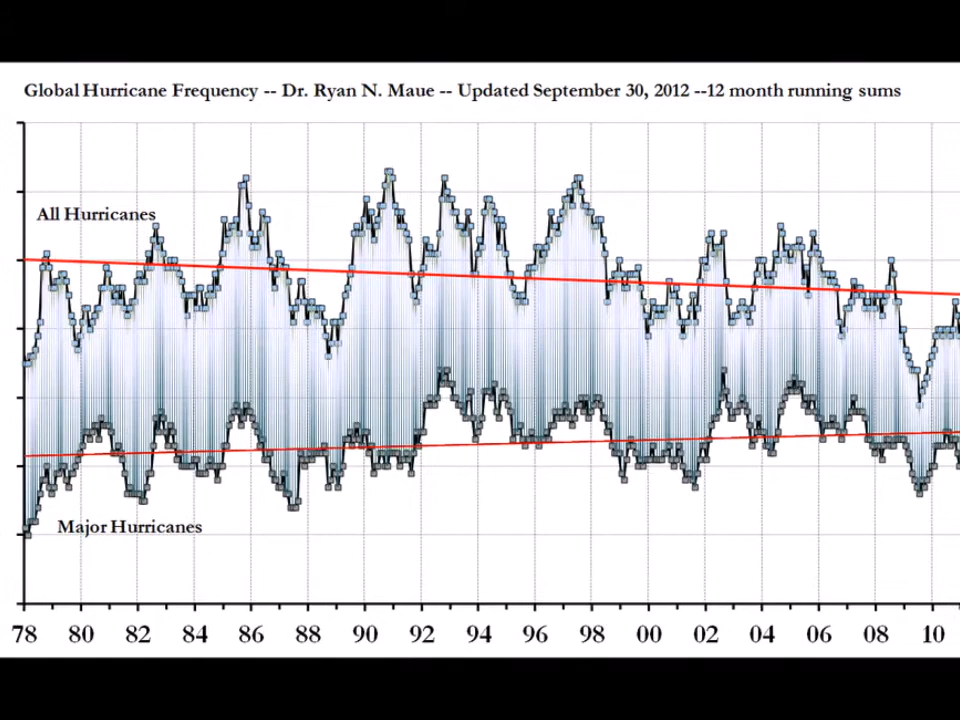 Global Hurricane Frequency -- Dr. Ryan N. Maue -- Updated September 30, 2012 --12 month running sums
All Hurricanes
Major Hurricanes
78 80 82 84 86 88 90 92 94 96 98 00 02 04 06 08 10